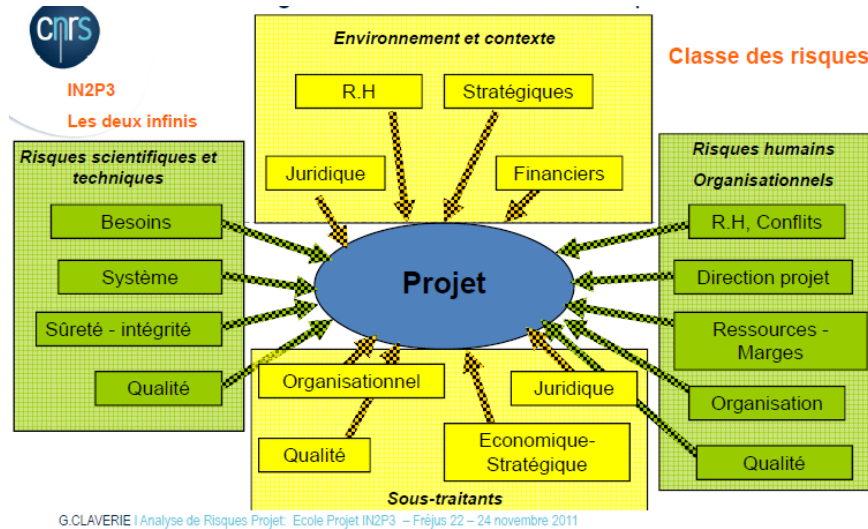 cnrs
IN2P3
Les deux infinis
Environnement et contexte
Classe des risques
R.H
Stratégiques
Juridique
Financiers
Risques scientifiques et
techniques
Besoins
Système
Sûreté - intégrité
Qualité
Projet
Risques humains
Organisationnels
R.H, Conflits
Direction projet
Ressources -
Marges
Organisation
Qualité
Organisationnel
Juridique
Qualité
Economique-
Stratégique
Sous-traitants
G.CLAVERIE I Analyse de Risques Projet: Ecole Projet IN2P3 – Fréjus 22 – 24 novembre 2011